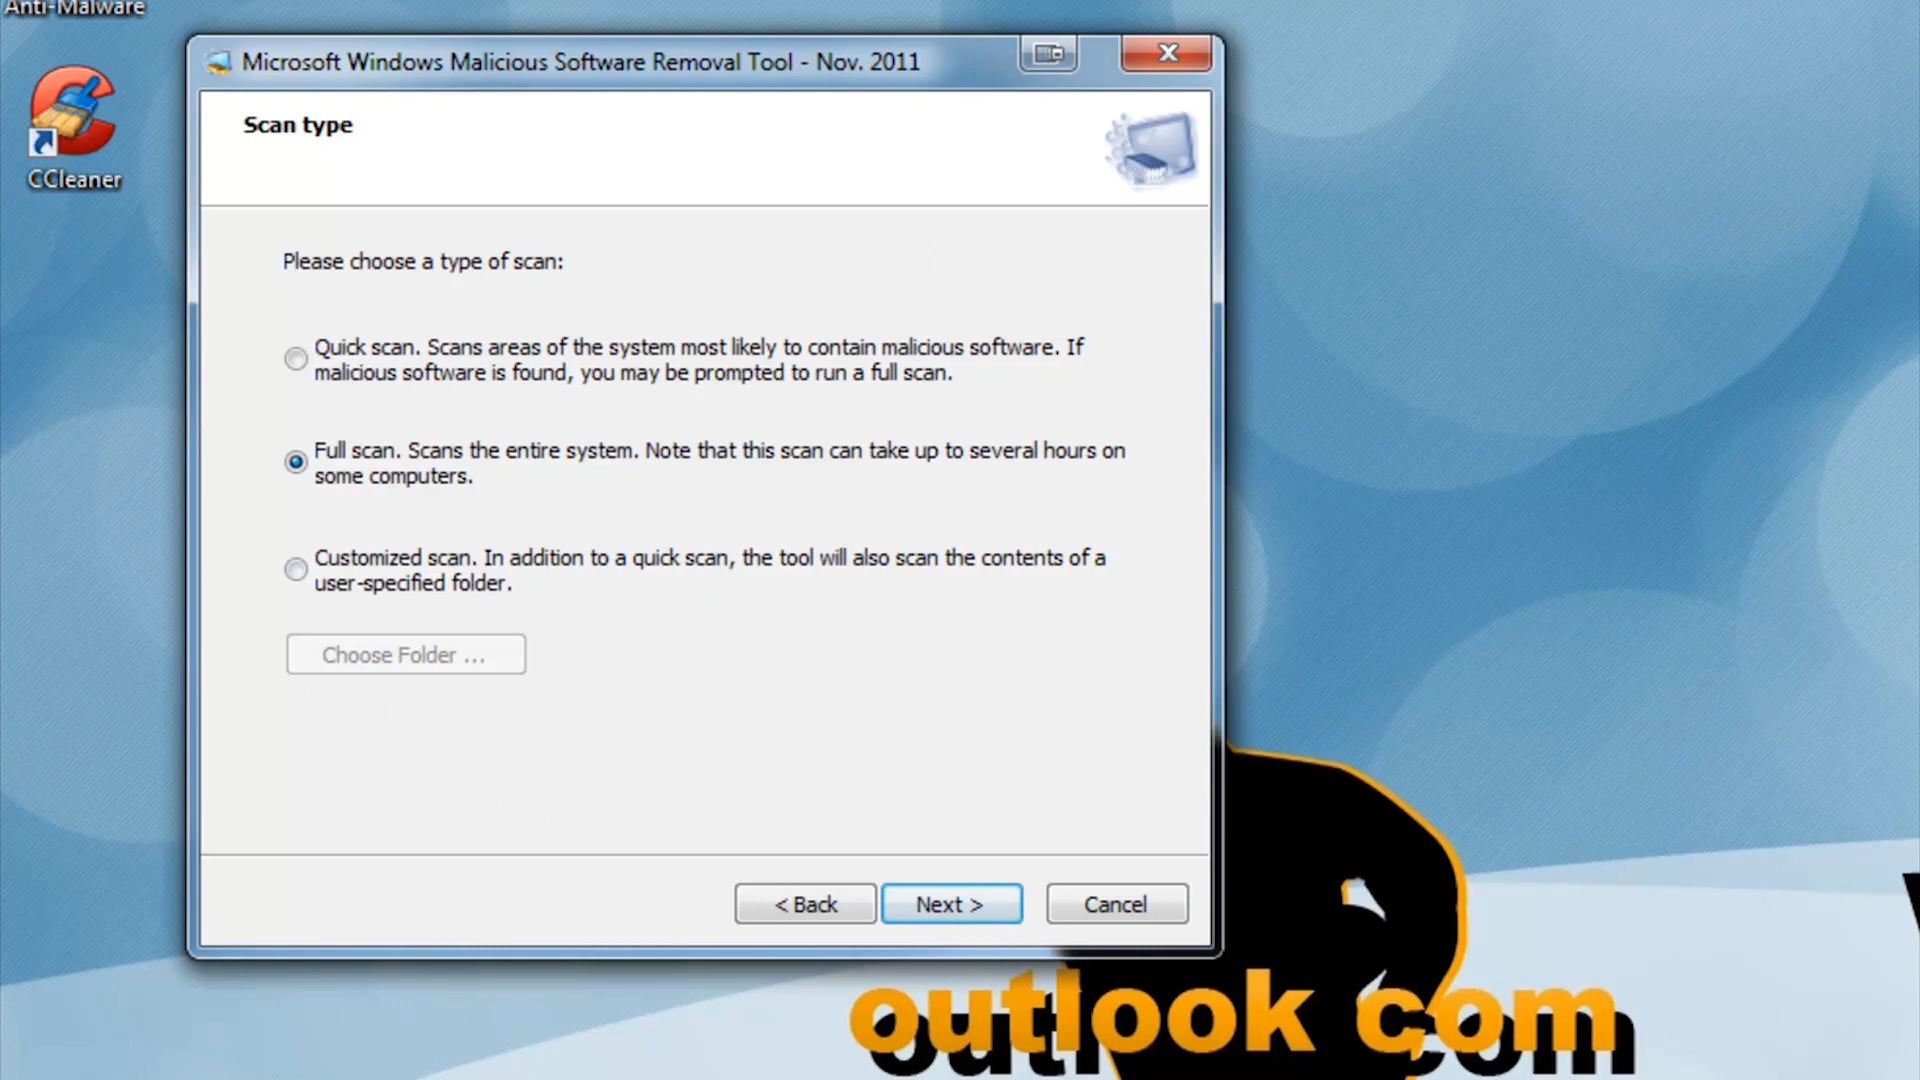 Anti-Malware
CCleaner
Microsoft Windows Malicious Software Removal Tool - Nov. 2011
Scan type
Please choose a type of scan:
Quick scan. Scans areas of the system most likely to contain malicious software. If
malicious software is found, you may be prompted to run a full scan.
Full scan. Scans the entire system. Note that this scan can take up to several hours on
some computers.
Customized scan. In addition to a quick scan, the tool will also scan the contents of a
user-specified folder.
Choose Folder ...
< Back
Next >
Cancel
outlook com